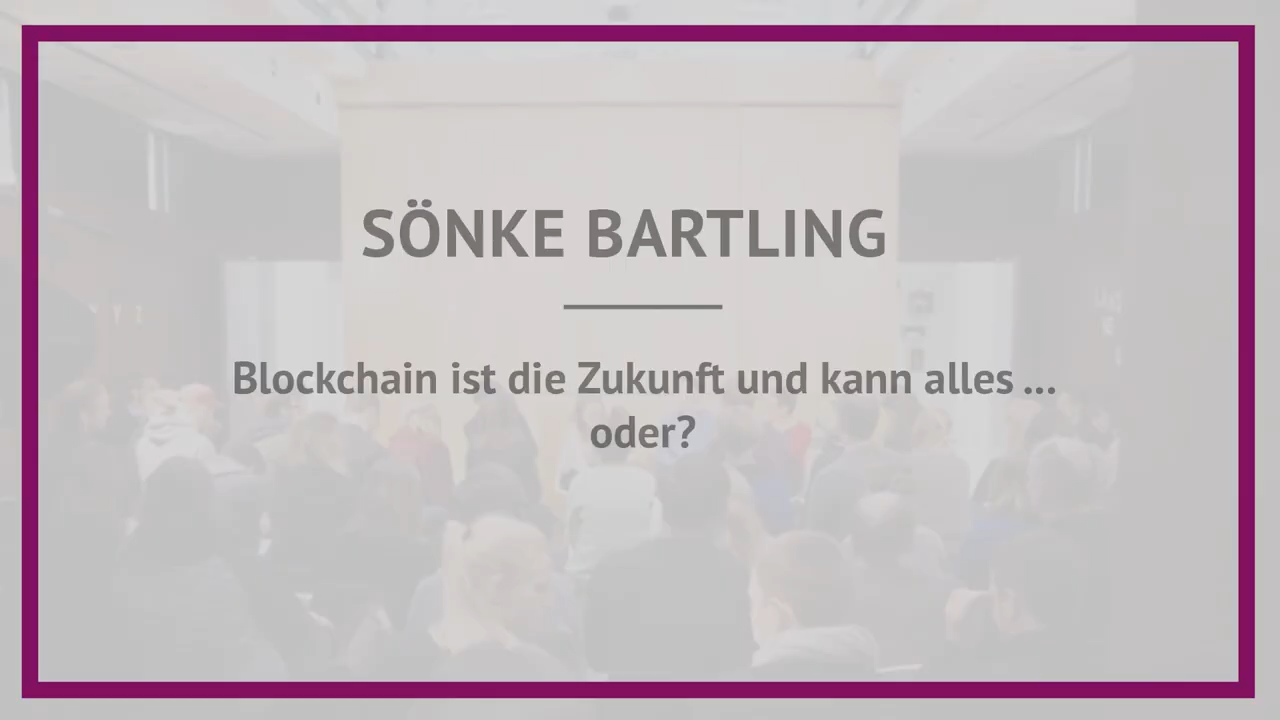 SÖNKE BARTLING
Blockchain ist die Zukunft und kann alles ...
oder?